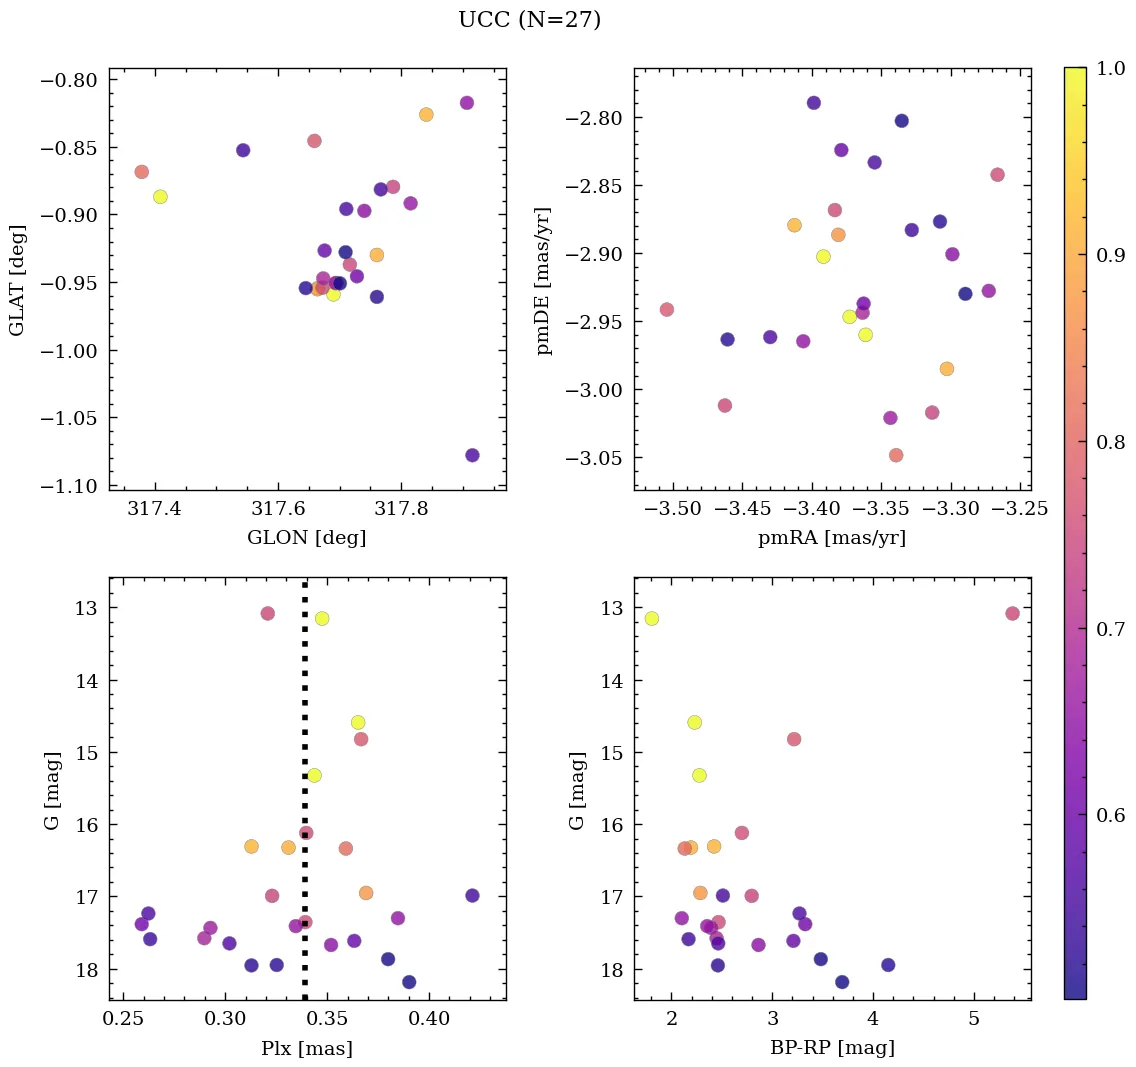 UCC (N=27)
−0.80
−0.85
−0.90
−0.95
−1.00
−1.05
−1.10
GLAT [deg]
317.4 317.6 317.8
GLON [deg]
−2.80
−2.85
−2.90
−2.95
−3.00
−3.05
pmDE [mas/yr]
−3.50 −3.45 −3.40 −3.35 −3.30 −3.25
pmRA [mas/yr]
1.0
0.9
0.8
0.7
0.6
13
14
15
16
17
18
G [mag]
0.25 0.30 0.35 0.40
Plx [mas]
13
14
15
16
17
18
G [mag]
2 3 4 5
BP-RP [mag]